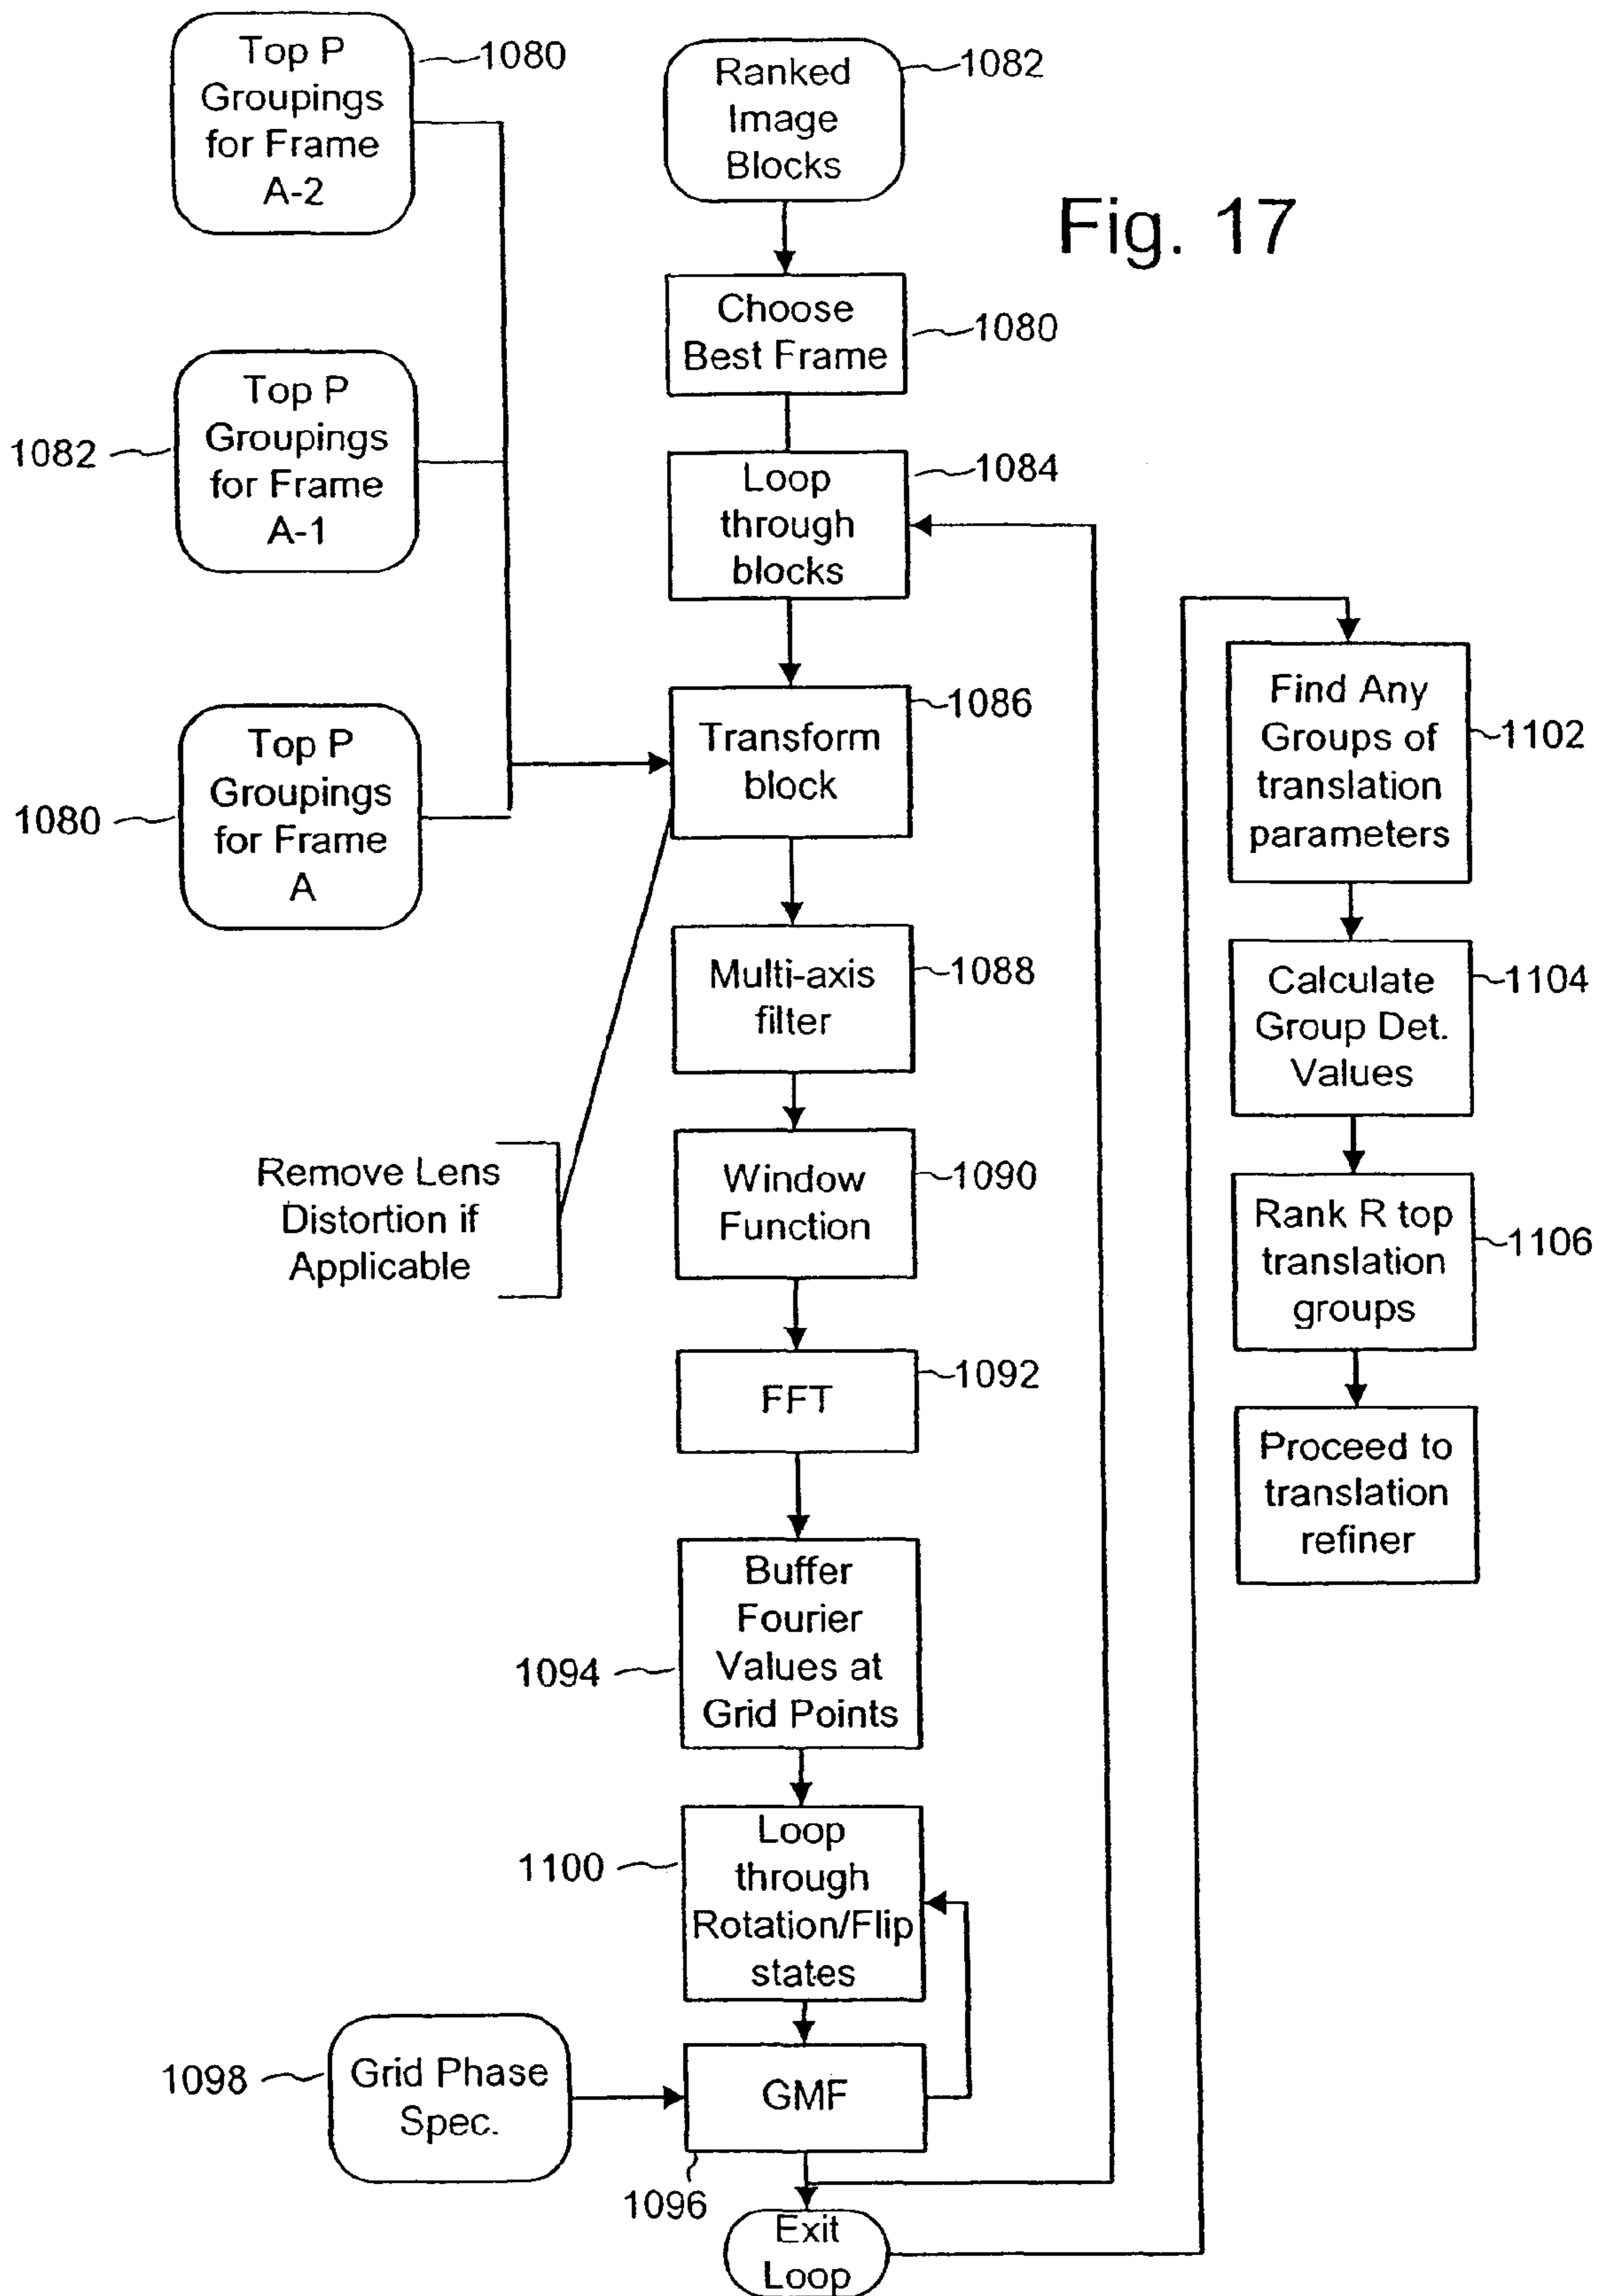 Top P
Groupings
for Frame
A-2
1080
Ranked
Image
Blocks
1082
Fig. 17
Choose
Best Frame
1080
Top P
Groupings
for Frame
A-1
1082
Loop
through
blocks
1084
Top P
Groupings
for Frame
A
1080
Transform
block
1086
Multi-axis
filter
1088
Remove Lens
Distortion if
Applicable
Window
Function
1090
FFT
1092
Buffer
Fourier
Values at
Grid Points
1094
Loop
through
Rotation/Flip
states
1100
Grid Phase
Spec.
1098
GMF
1096
Exit
Loop
Find Any
Groups of
translation
parameters
1102
Calculate
Group Det.
Values
1104
Rank R top
translation
groups
1106
Proceed to
translation
refiner